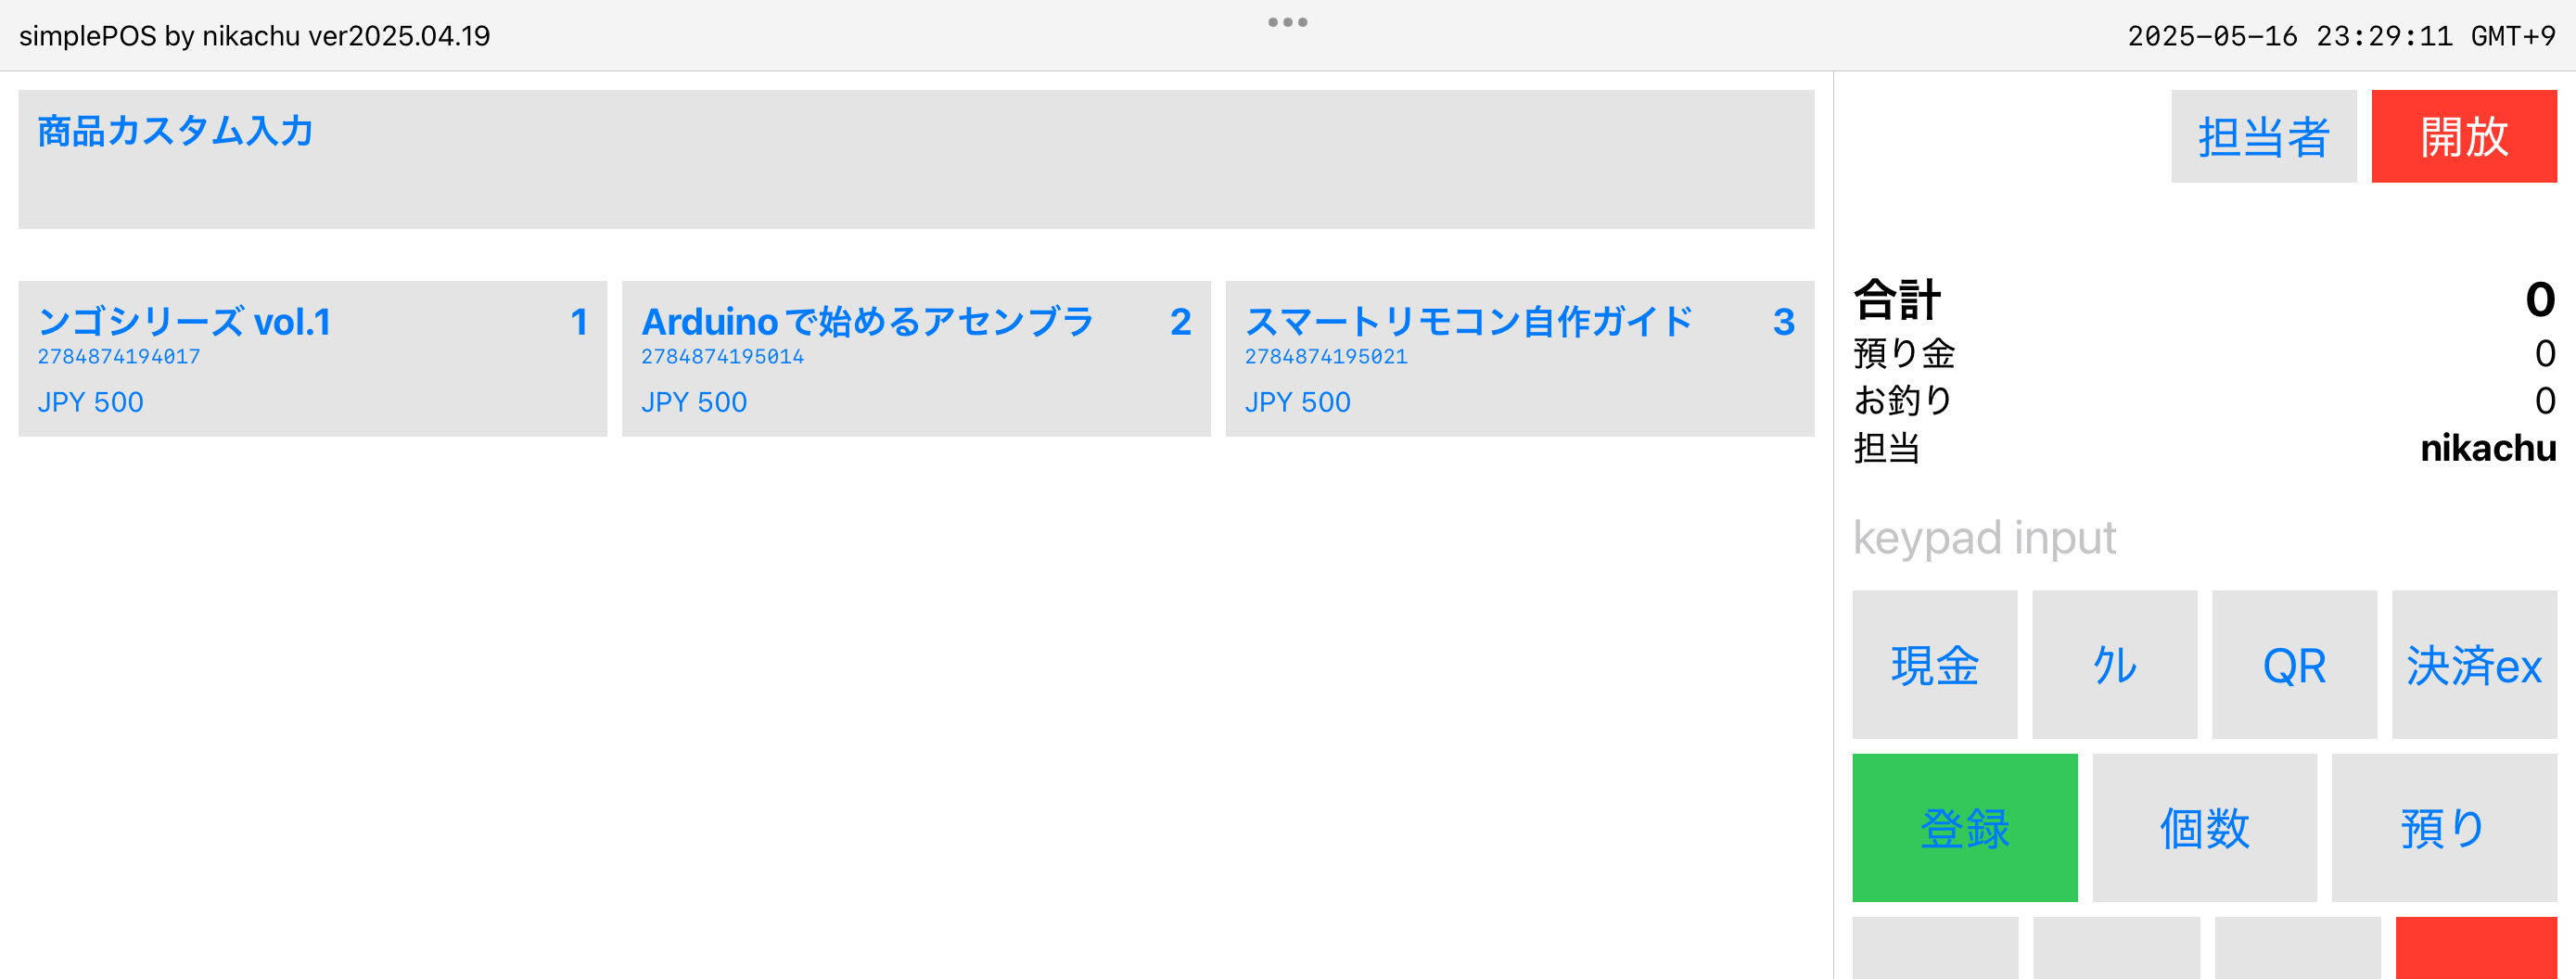 simplePOS by nikachu ver2025.04.19
2025-05-16 23:29:11 GMT+9
商品カスタム入力
ンゴシリーズ vol.1 1
2784874194017
JPY 500
Arduinoで始めるアセンブラ 2
2784874195014
JPY 500
スマートリモコン自作ガイド 3
2784874195021
JPY 500
担当者 開放
合計 0
預り金 0
お釣り 0
担当 nikachu
keypad input
現金 クレ QR 決済ex
登録 個数 預り